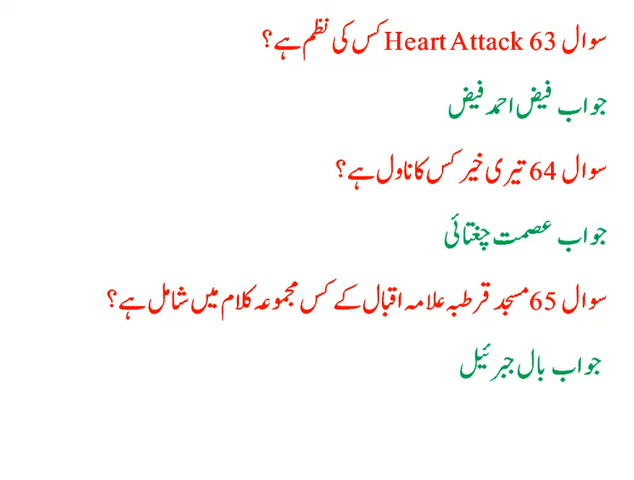 سوال 63 Heart Attack کس کی نظم ہے؟
جواب فیض احمد فیض
سوال 64 تیری خیر کس کا ناول ہے؟
جواب عصمت چغتائی
سوال 65 مسجد قرطبہ علامہ اقبال کے کس مجموعہ کلام میں شامل ہے؟
جواب بال جبرئیل